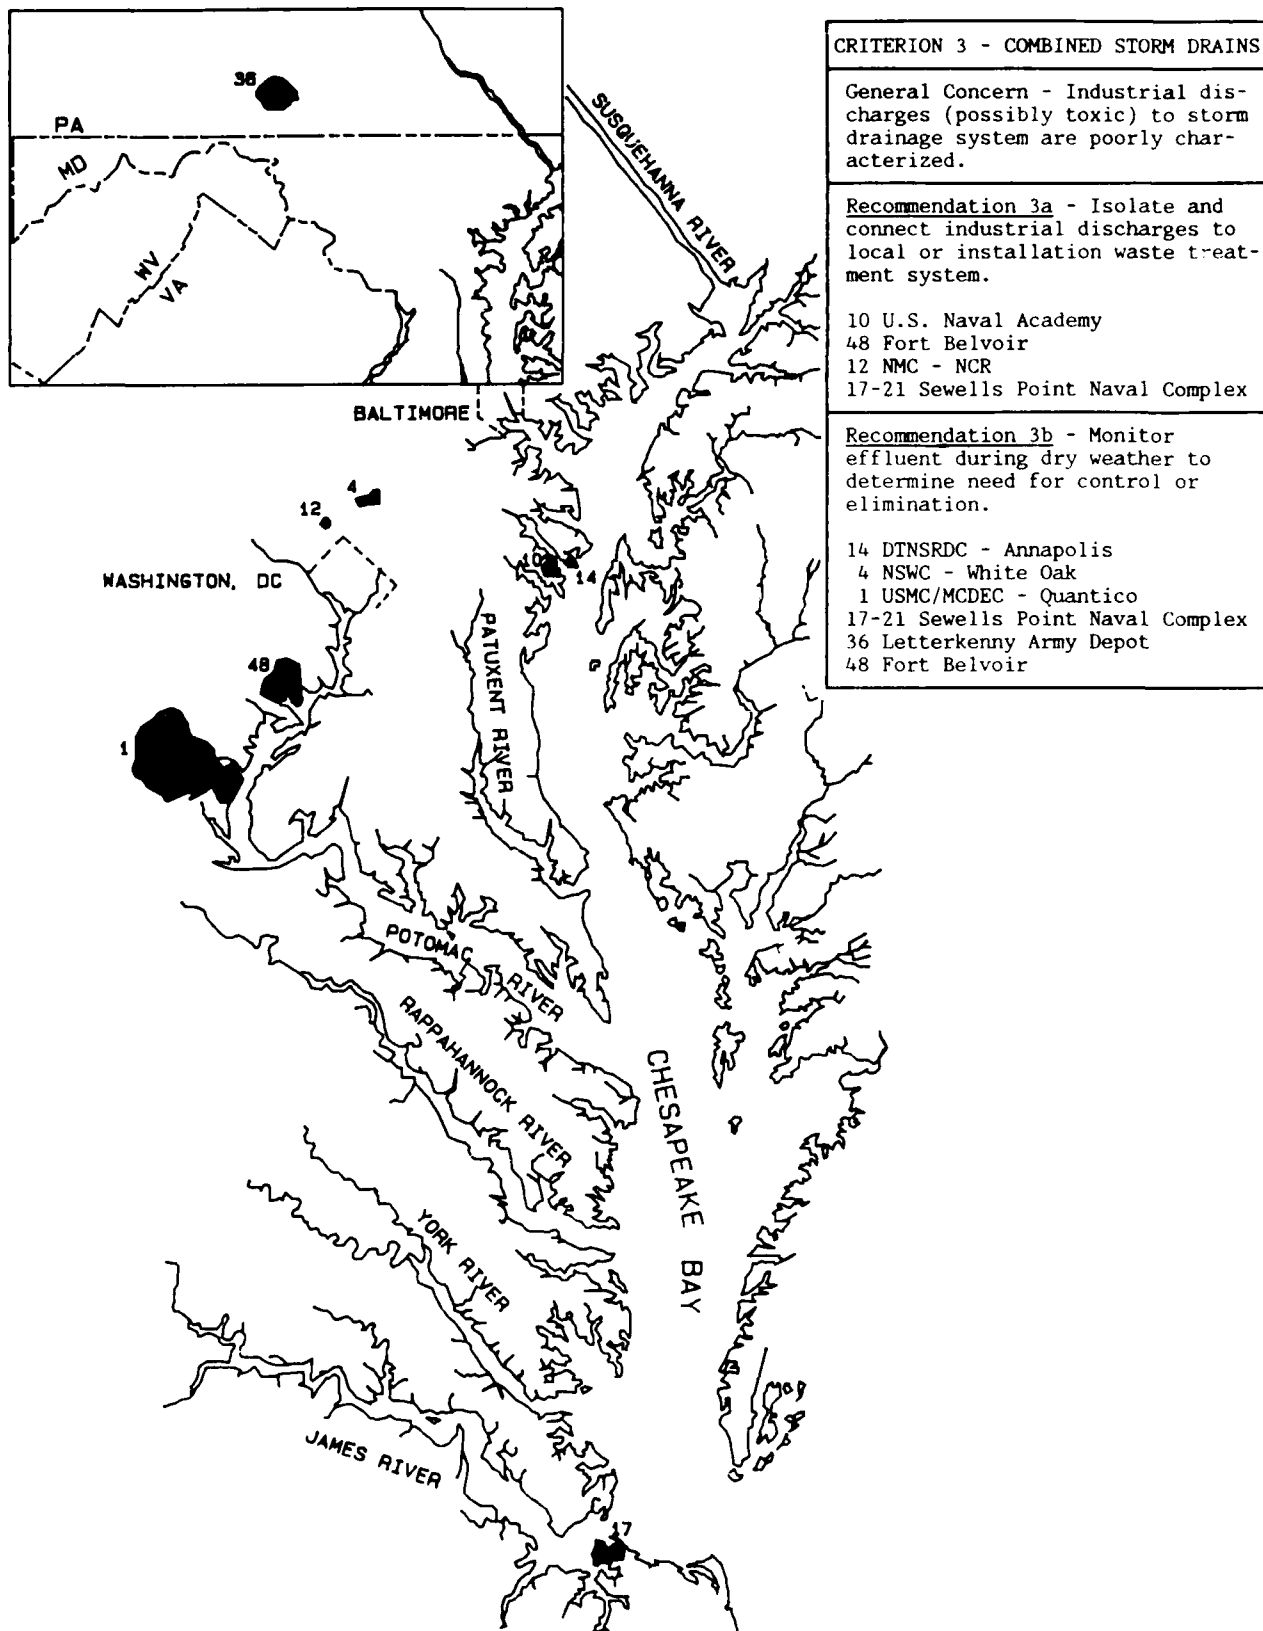 36
PA
MD
WV
VA
SUSQUEHANNA RIVER
BALTIMORE
4
12
WASHINGTON, DC
10
14
48
1
PATUXENT RIVER
POTOMAC RIVER
RAPPAHANNOCK RIVER
CHESAPEAKE BAY
YORK RIVER
JAMES RIVER
17
CRITERION 3 - COMBINED STORM DRAINS
General Concern - Industrial dis-
charges (possibly toxic) to storm
drainage system are poorly char-
acterized.
Recommendation 3a - Isolate and
connect industrial discharges to
local or installation waste treat-
ment system.
10 U.S. Naval Academy
48 Fort Belvoir
12 NMC - NCR
17-21 Sewells Point Naval Complex
Recommendation 3b - Monitor
effluent during dry weather to
determine need for control or
elimination.
14 DTNSRDC - Annapolis
4 NSWC - White Oak
1 USMC/MCDEC - Quantico
17-21 Sewells Point Naval Complex
36 Letterkenny Army Depot
48 Fort Belvoir